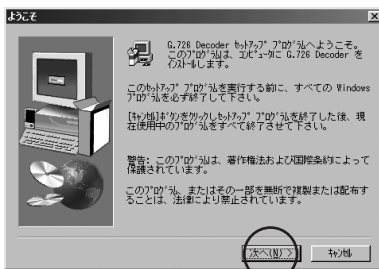 ようこそ
G.726 Decoder ｾｯﾄｱｯﾌﾟ ﾌﾟﾛｸﾞﾗﾑへようこそ。
このﾌﾟﾛｸﾞﾗﾑは、ｺﾝﾋﾟｭｰﾀに G.726 Decoder を
ｲﾝｽﾄｰﾙします。
このｾｯﾄｱｯﾌﾟ ﾌﾟﾛｸﾞﾗﾑを実行する前に、すべての Windows
ﾌﾟﾛｸﾞﾗﾑを必ず終了して下さい。
[ｷｬﾝｾﾙ]ﾎﾞﾀﾝをｸﾘｯｸしｾｯﾄｱｯﾌﾟ ﾌﾟﾛｸﾞﾗﾑを終了した後、現
在使用中のﾌﾟﾛｸﾞﾗﾑをすべて終了させて下さい。
警告: このﾌﾟﾛｸﾞﾗﾑは、著作権法および国際条約によって
保護されています。
このﾌﾟﾛｸﾞﾗﾑ、またはその一部を無断で複製または配布す
ることは、法律により禁止されています。
次へ(N) >
ｷｬﾝｾﾙ